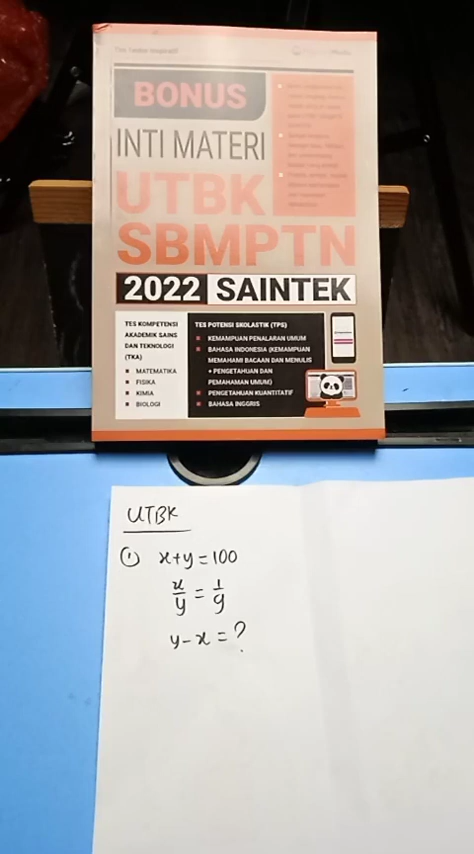 BONUS
INTI MATERI
UTBK
SBMPTN
2022 SAINTEK
TES KOMPETENSI
AKADEMIK SAINS
DAN TEKNOLOGI
(TKA)
MATEMATIKA
FISIKA
KIMIA
BIOLOGI
TES POTENSI SKOLASTIK (TPS)
KEMAMPUAN PENALARAN UMUM
BAHASA INDONESIA (KEMAMPUAN
MEMAHAMI BACAAN DAN MENULIS
+ PENGETAHUAN DAN
PEMAHAMAN UMUM)
PENGETAHUAN KUANTITATIF
BAHASA INGGRIS
UTBK
① x+y=100
x/y = 1/9
y-x=?